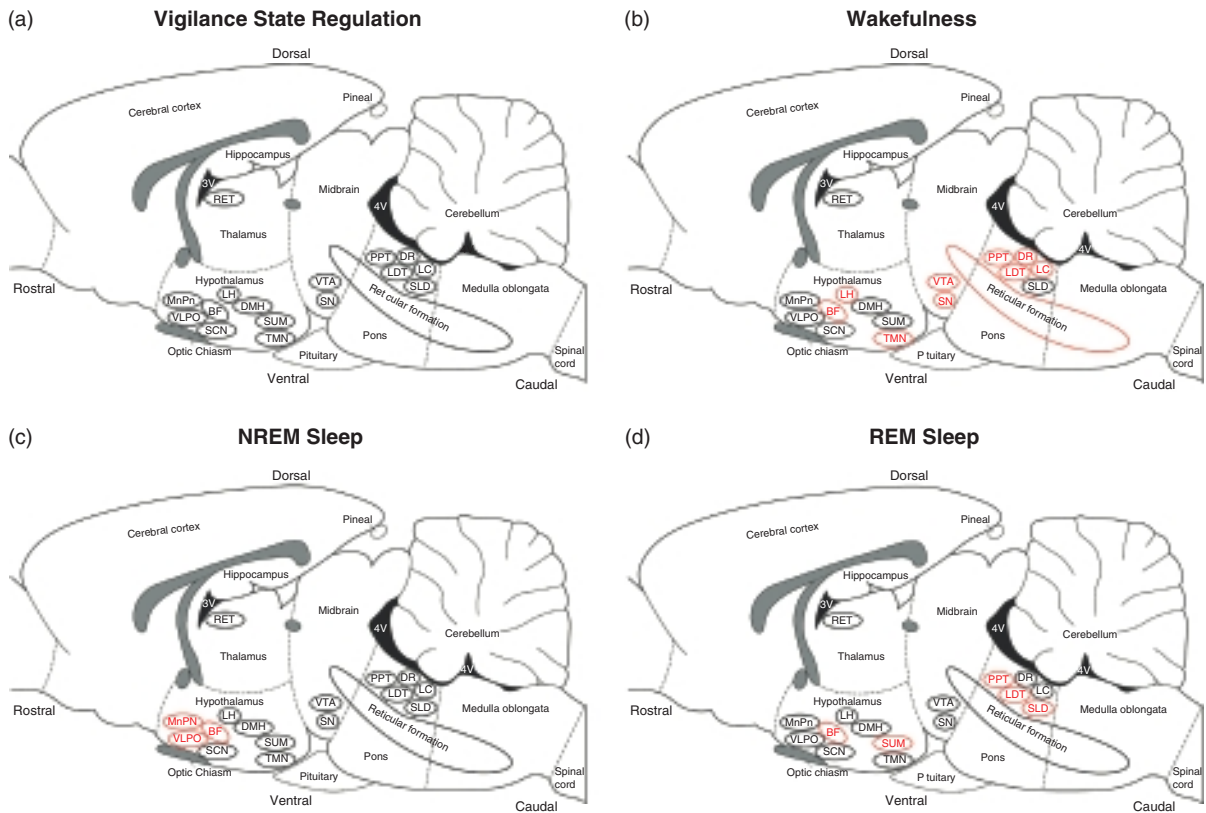 (a) Vigilance State Regulation
Dorsal
Pineal
Cerebral cortex
Hippocampus
3V
RET
Midbrain
4V
Cerebellum
Thalamus
PPT DR
LDT LC
SLD
Hypothalamus
VTA
SN
Rostral
Medulla oblongata
MnPn
LH
DMH
BF
VLPO
SCN
SUM
TMN
Ret cular formation
Optic Chiasm
Pituitary
Pons
Spinal
cord
Ventral
Caudal
(b) Wakefulness
Dorsal
Pineal
Cerebral cortex
Hippocampus
3V
RET
Midbrain
4V
Cerebellum
4V
Thalamus
PPT DR
LDT LC
SLD
Hypothalamus
VTA
SN
Rostral
Medulla oblongata
MnPn
LH
DMH
BF
VLPO
SCN
SUM
TMN
Reticular formation
Optic chiasm
P tuitary
Pons
Spinal
cord
Ventral
Caudal
(c) NREM Sleep
Dorsal
Pineal
Cerebral cortex
Hippocampus
3V
RET
Midbrain
4V
Cerebellum
4V
Thalamus
PPT DR
LDT LC
SLD
Hypothalamus
VTA
SN
Rostral
Medulla oblongata
MnPN
LH
DMH
BF
VLPO
SCN
SUM
TMN
Reticular formation
Optic Chiasm
Pituitary
Pons
Spinal
cord
Ventral
Caudal
(d) REM Sleep
Dorsal
Pineal
Cerebral cortex
Hippocampus
3V
RET
Midbrain
4V
Cerebellum
4V
Thalamus
PPT DR
LDT LC
SLD
Hypothalamus
VTA
SN
Rostral
Medulla oblongata
MnPn
LH
DMH
BF
VLPO
SCN
SUM
TMN
Reticular formation
Optic chiasm
P tuitary
Pons
Spinal
cord
Ventral
Caudal